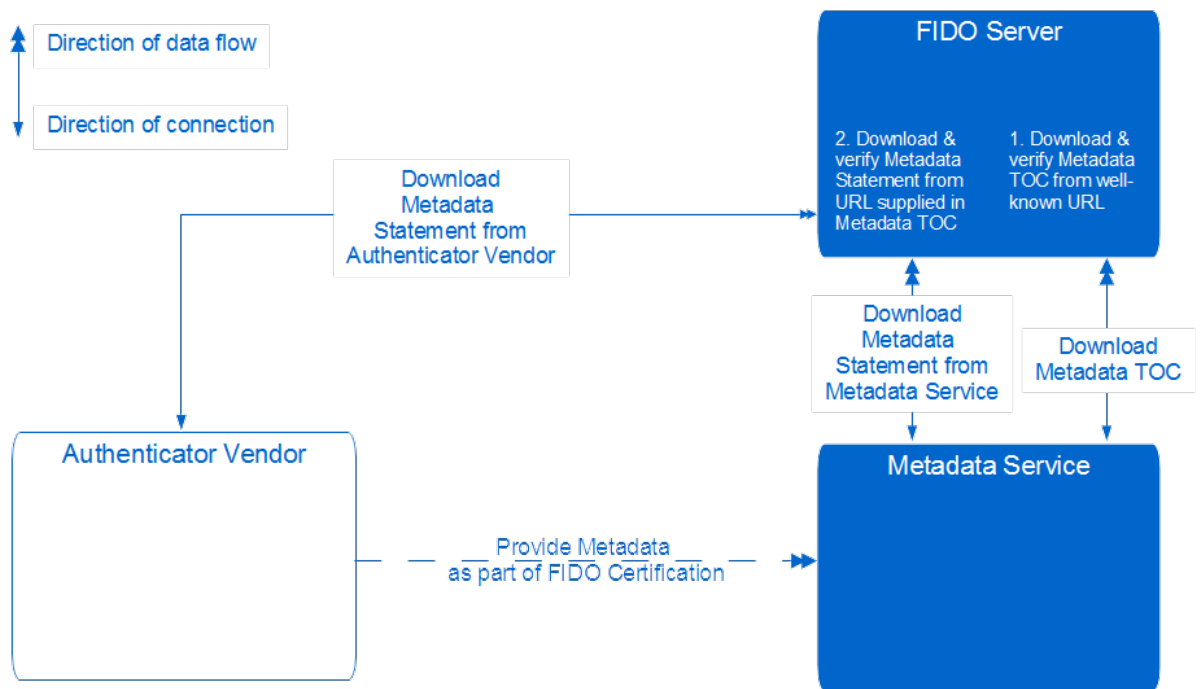 Direction of data flow
Direction of connection
FIDO Server
2. Download &
verify Metadata
Statement from
URL supplied in
Metadata TOC
1. Download &
verify Metadata
TOC from well-
known URL
Download
Metadata
Statement from
Authenticator Vendor
Download
Metadata
Statement from
Metadata Service
Download
Metadata TOC
Authenticator Vendor
Metadata Service
Provide Metadata
as part of FIDO Certification